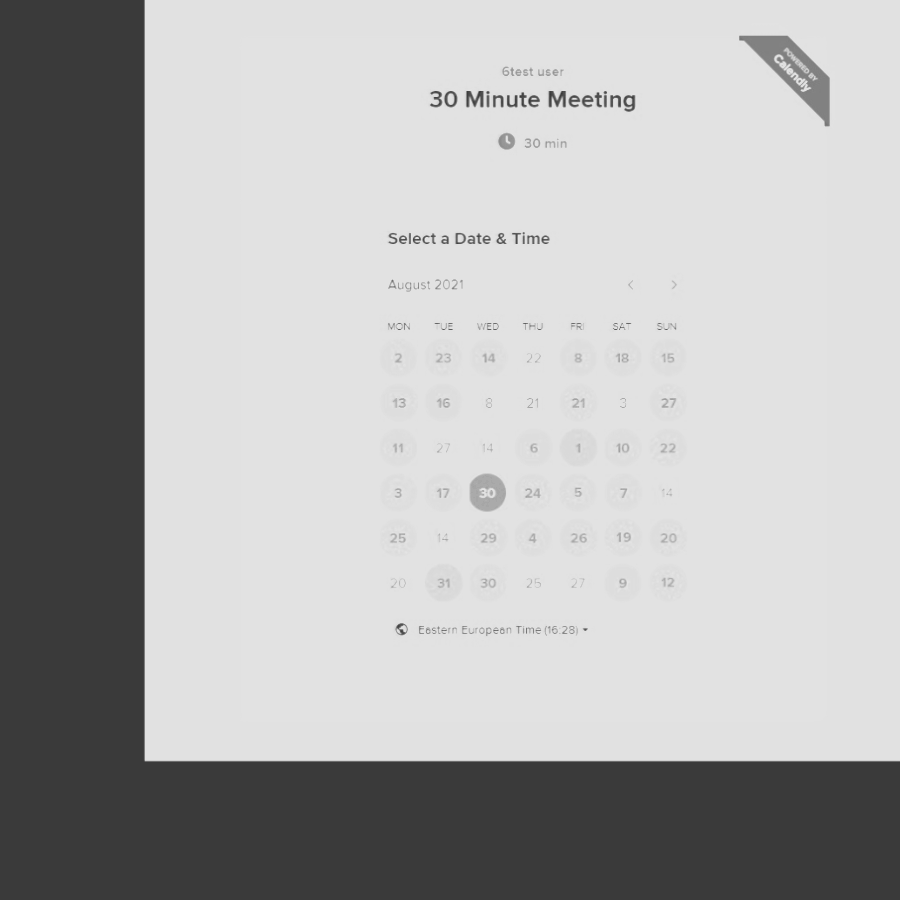 POWERED BY
Calendly
6test user
30 Minute Meeting
30 min
Select a Date & Time
August 2021
MON TUE WED THU FRI SAT SUN
2 23 14 22 8 18 15
13 16 8 21 21 3 27
11 27 14 6 1 10 22
3 17 30 24 5 7 14
25 14 29 4 26 19 20
20 31 30 25 27 9 12
Eastern European Time (16:28)